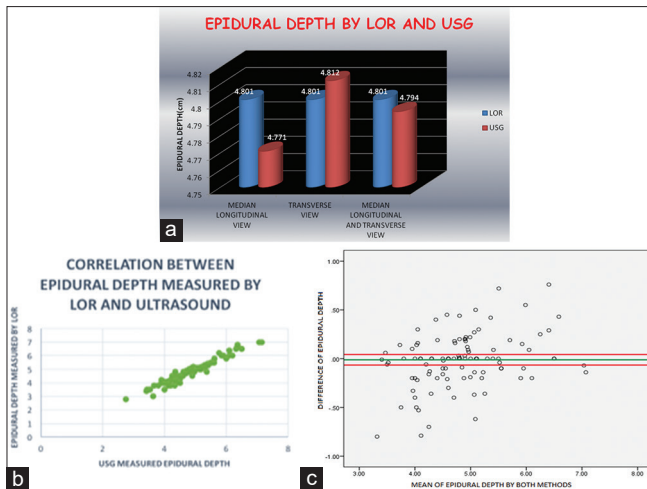 EPIDURAL DEPTH BY LOR AND USG
EPIDURAL DEPTH(cm)
4.82
4.81
4.8
4.79
4.78
4.77
4.76
4.75
4.801
4.771
4.801
4.812
4.801
4.794
LOR
USG
MEDIAN LONGITUDINAL VIEW
TRANSVERSE VIEW
MEDIAN LONGITUDINAL AND TRANSVERSE VIEW
a
CORRELATION BETWEEN
EPIDURAL DEPTH MEASURED BY
LOR AND ULTRASOUND
EPIDURAL DEPTH MEASURED BY LOR
8
7
6
5
4
3
2
1
0
0 2 4 6 8
USG MEASURED EPIDURAL DEPTH
b
DIFFERENCE OF EPIDURAL DEPTH
1.00
.50
.00
-.50
-1.00
3.00 4.00 5.00 6.00 7.00 8.00
MEAN OF EPIDURAL DEPTH BY BOTH METHODS
c